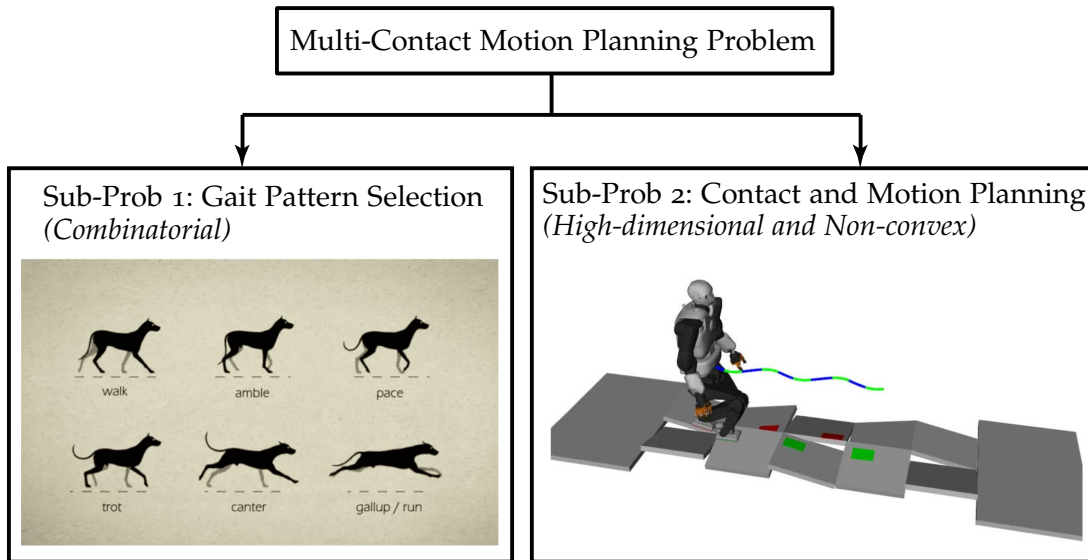 Multi-Contact Motion Planning Problem
Sub-Prob 1: Gait Pattern Selection
(Combinatorial)
walk
amble
pace
trot
canter
gallup / run
Sub-Prob 2: Contact and Motion Planning
(High-dimensional and Non-convex)